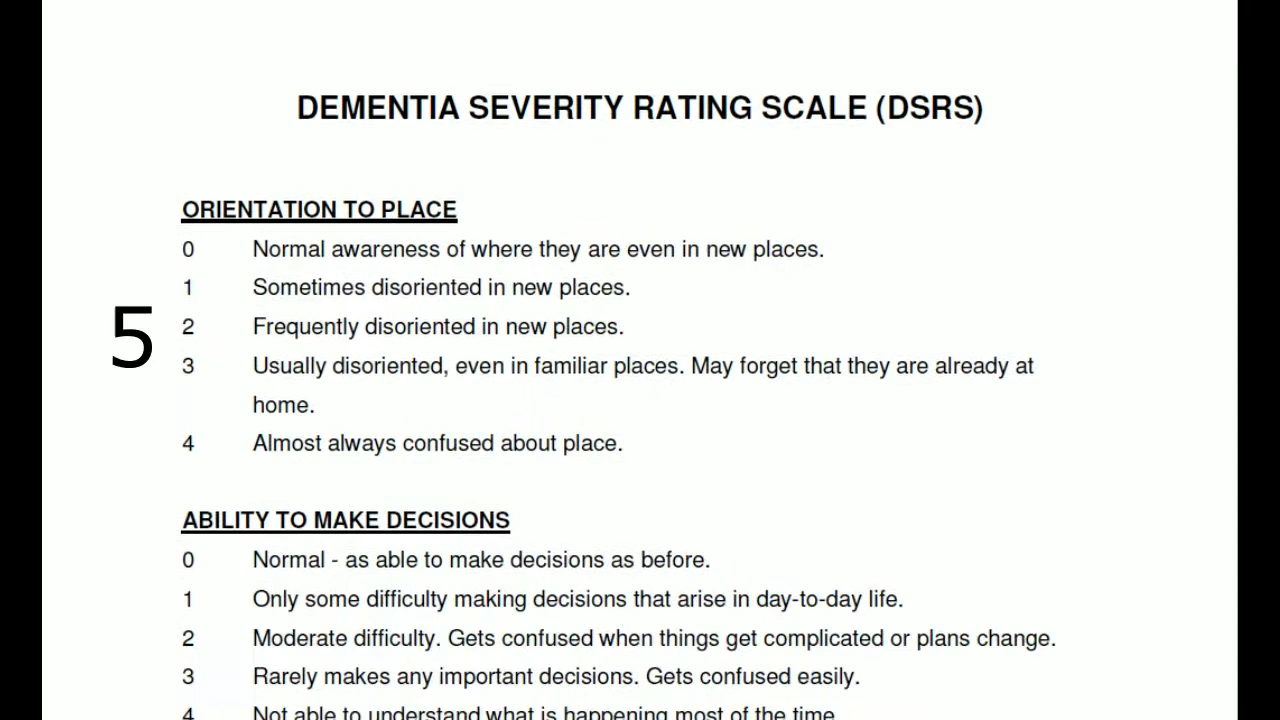 DEMENTIA SEVERITY RATING SCALE (DSRS)
ORIENTATION TO PLACE
0 Normal awareness of where they are even in new places.
1 Sometimes disoriented in new places.
5
2 Frequently disoriented in new places.
3 Usually disoriented, even in familiar places. May forget that they are already at
home.
4 Almost always confused about place.
ABILITY TO MAKE DECISIONS
0 Normal - as able to make decisions as before.
1 Only some difficulty making decisions that arise in day-to-day life.
2 Moderate difficulty. Gets confused when things get complicated or plans change.
3 Rarely makes any important decisions. Gets confused easily.
4 Not able to understand what is happening most of the time.